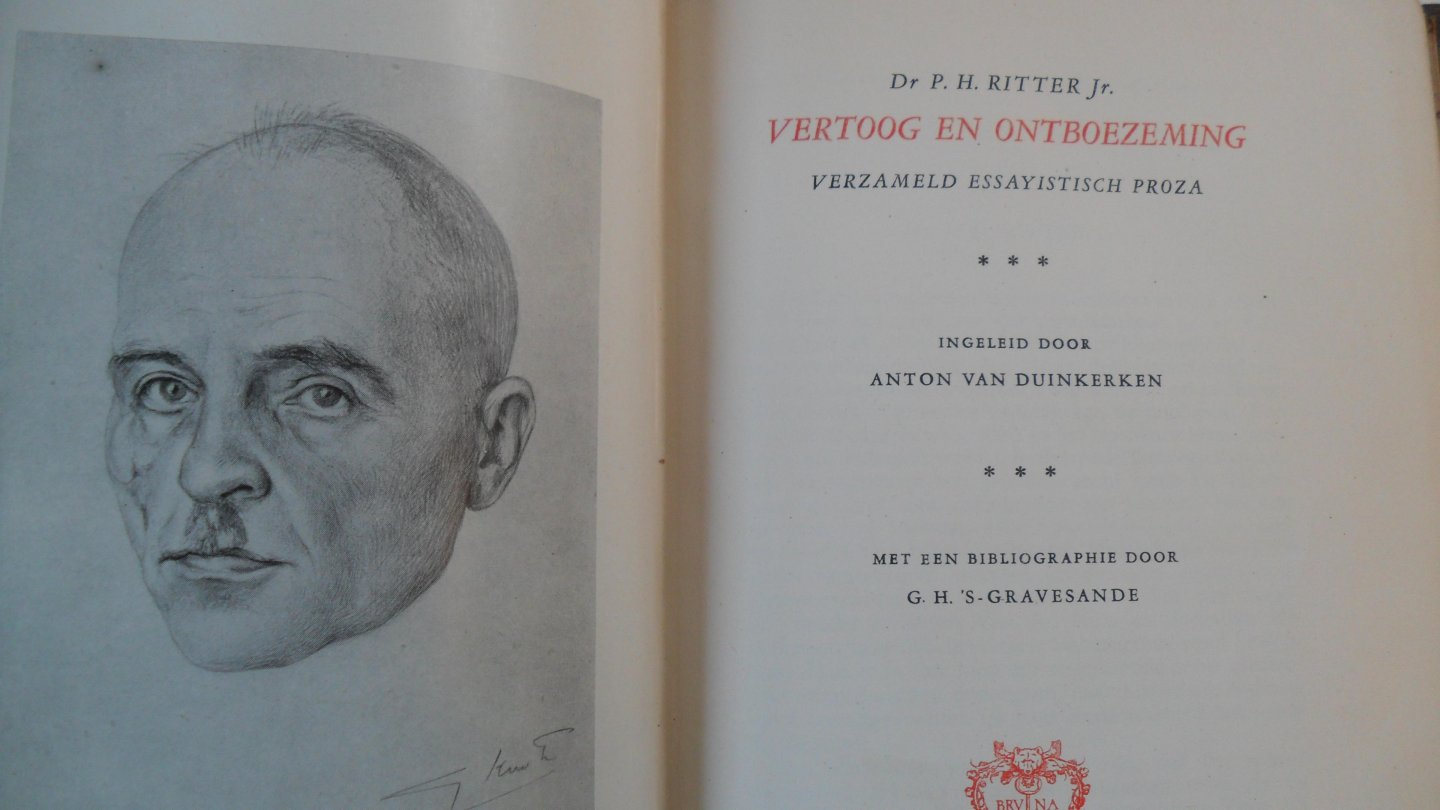 Dr P. H. RITTER Jr.
VERTOOG EN ONTBOEZEMING
VERZAMELD ESSAYISTISCH PROZA
* * *
INGELEID DOOR
ANTON VAN DUINKERKEN
* * *
MET EEN BIBLIOGRAPHIE DOOR
G. H. 'S-GRAVESANDE
BRVNA